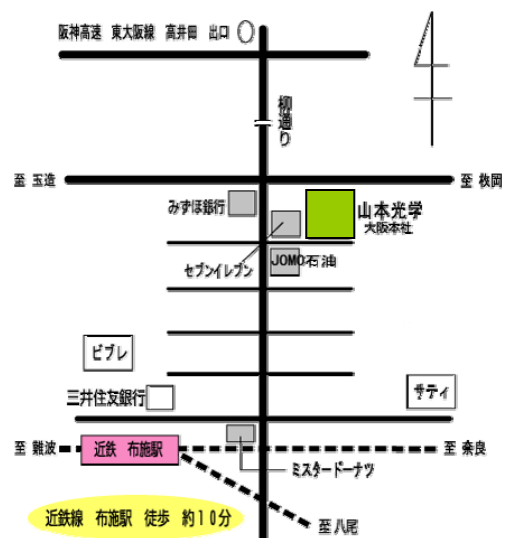 阪神高速 東大阪線 高井田 出口
柳通り
至 玉造
至 枚岡
みずほ銀行
山本光学
大阪本社
セブンイレブン
JOMO石油
ビブレ
サティ
三井住友銀行
至 難波
近鉄 布施駅
至 奈良
ミスタードーナツ
近鉄線 布施駅 徒歩 約10分
至 八尾